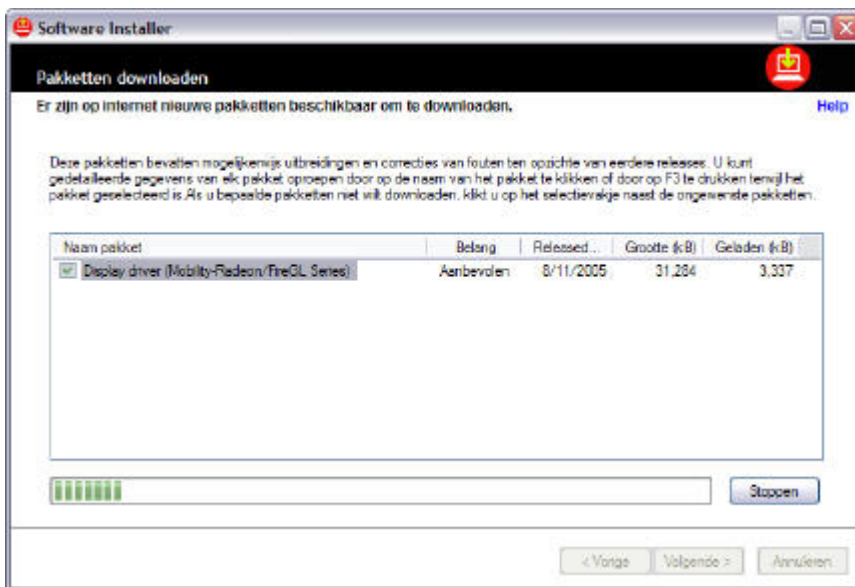 Software Installer
Pakketten downloaden
Er zijn op internet nieuwe pakketten beschikbaar om te downloaden.
Help
Deze pakketten bevatten mogelijkerwijs uitbreidingen en correcties van fouten ten opzichte van eerdere releases. U kunt
gedetailleerde gegevens van elk pakket oproepen door op de naam van het pakket te klikken of door op F3 te drukken terwijl het
pakket geselecteerd is.Als u bepaalde pakketten niet wilt downloaden, klikt u op het selectievakje naast de ongewenste pakketten.
Naam pakket Belang Released... Grootte (kB) Geladen (kB)
Display driver (Mobility-Radeon/FireGL Series) Aanbevolen 8/11/2005 31,284 3,337
Stoppen
< Vorige Volgende > Annuleren